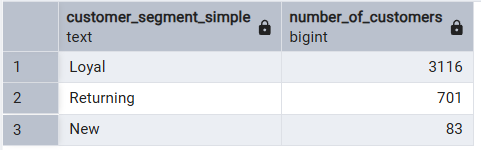 customer_segment_simple number_of_customers
text bigint
1 Loyal 3116
2 Returning 701
3 New 83